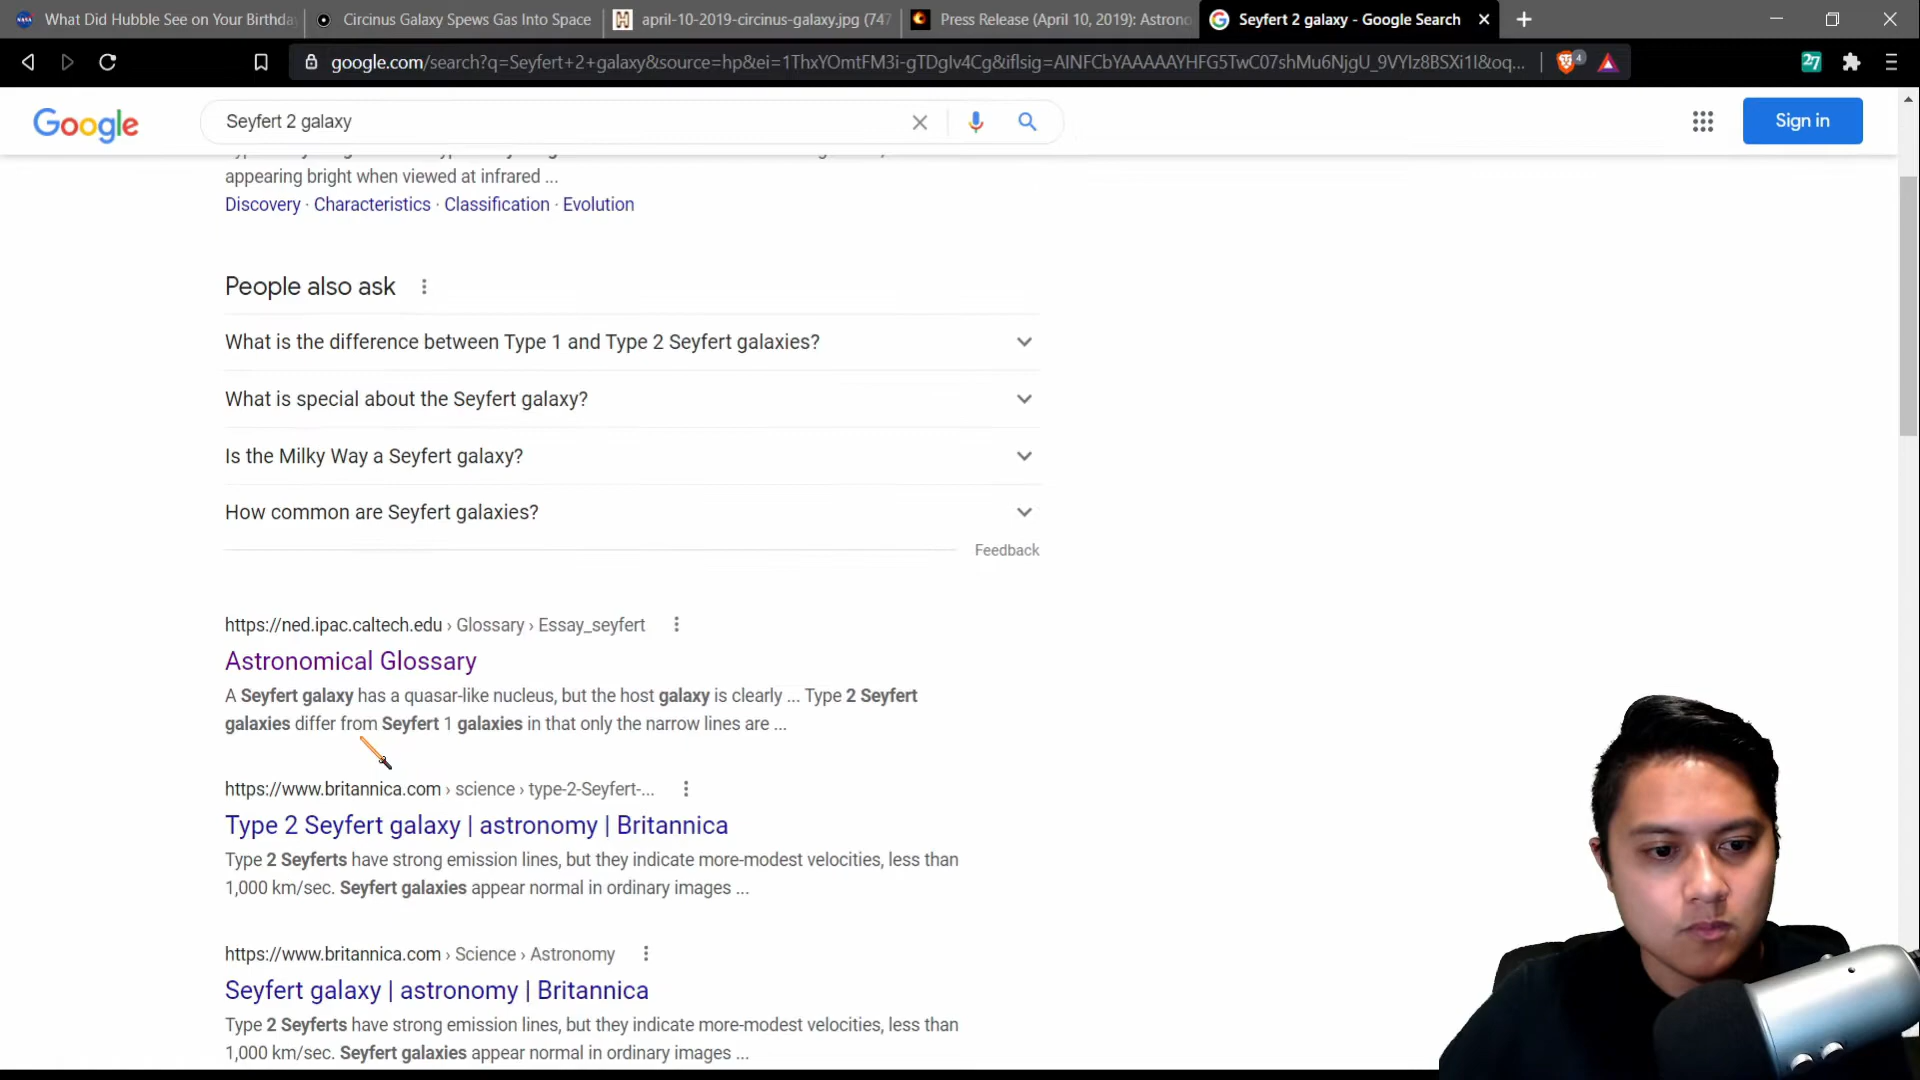 What Did Hubble See on Your Birthda
Circinus Galaxy Spews Gas Into Space
april-10-2019-circinus-galaxy.jpg (747
Press Release (April 10, 2019): Astrono
Seyfert 2 galaxy - Google Search
google.com/search?q=Seyfert+2+galaxy&source=hp&ei=1ThxYOmtFM3i-gTDgIv4Cg&iflsig=AINFCbYAAAAAYHFG5TwC07shMu6NjgU_9VYIz8BSXi1I&oq...
4
27
Google
Seyfert 2 galaxy
Sign in
appearing bright when viewed at infrared ...
Discovery · Characteristics · Classification · Evolution
People also ask
What is the difference between Type 1 and Type 2 Seyfert galaxies?
What is special about the Seyfert galaxy?
Is the Milky Way a Seyfert galaxy?
How common are Seyfert galaxies?
Feedback
https://ned.ipac.caltech.edu › Glossary › Essay_seyfert
Astronomical Glossary
A Seyfert galaxy has a quasar-like nucleus, but the host galaxy is clearly ... Type 2 Seyfert
galaxies differ from Seyfert 1 galaxies in that only the narrow lines are ...
https://www.britannica.com › science › type-2-Seyfert-...
Type 2 Seyfert galaxy | astronomy | Britannica
Type 2 Seyferts have strong emission lines, but they indicate more-modest velocities, less than
1,000 km/sec. Seyfert galaxies appear normal in ordinary images ...
https://www.britannica.com › Science › Astronomy
Seyfert galaxy | astronomy | Britannica
Type 2 Seyferts have strong emission lines, but they indicate more-modest velocities, less than
1,000 km/sec. Seyfert galaxies appear normal in ordinary images ...